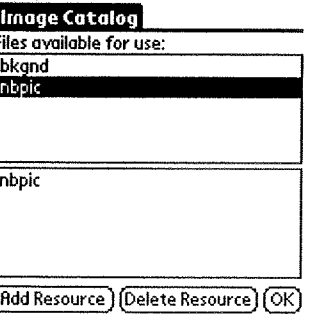 Image Catalog
Files available for use:
bkgnd
nbpic
nbpic
Add Resource
Delete Resource
OK